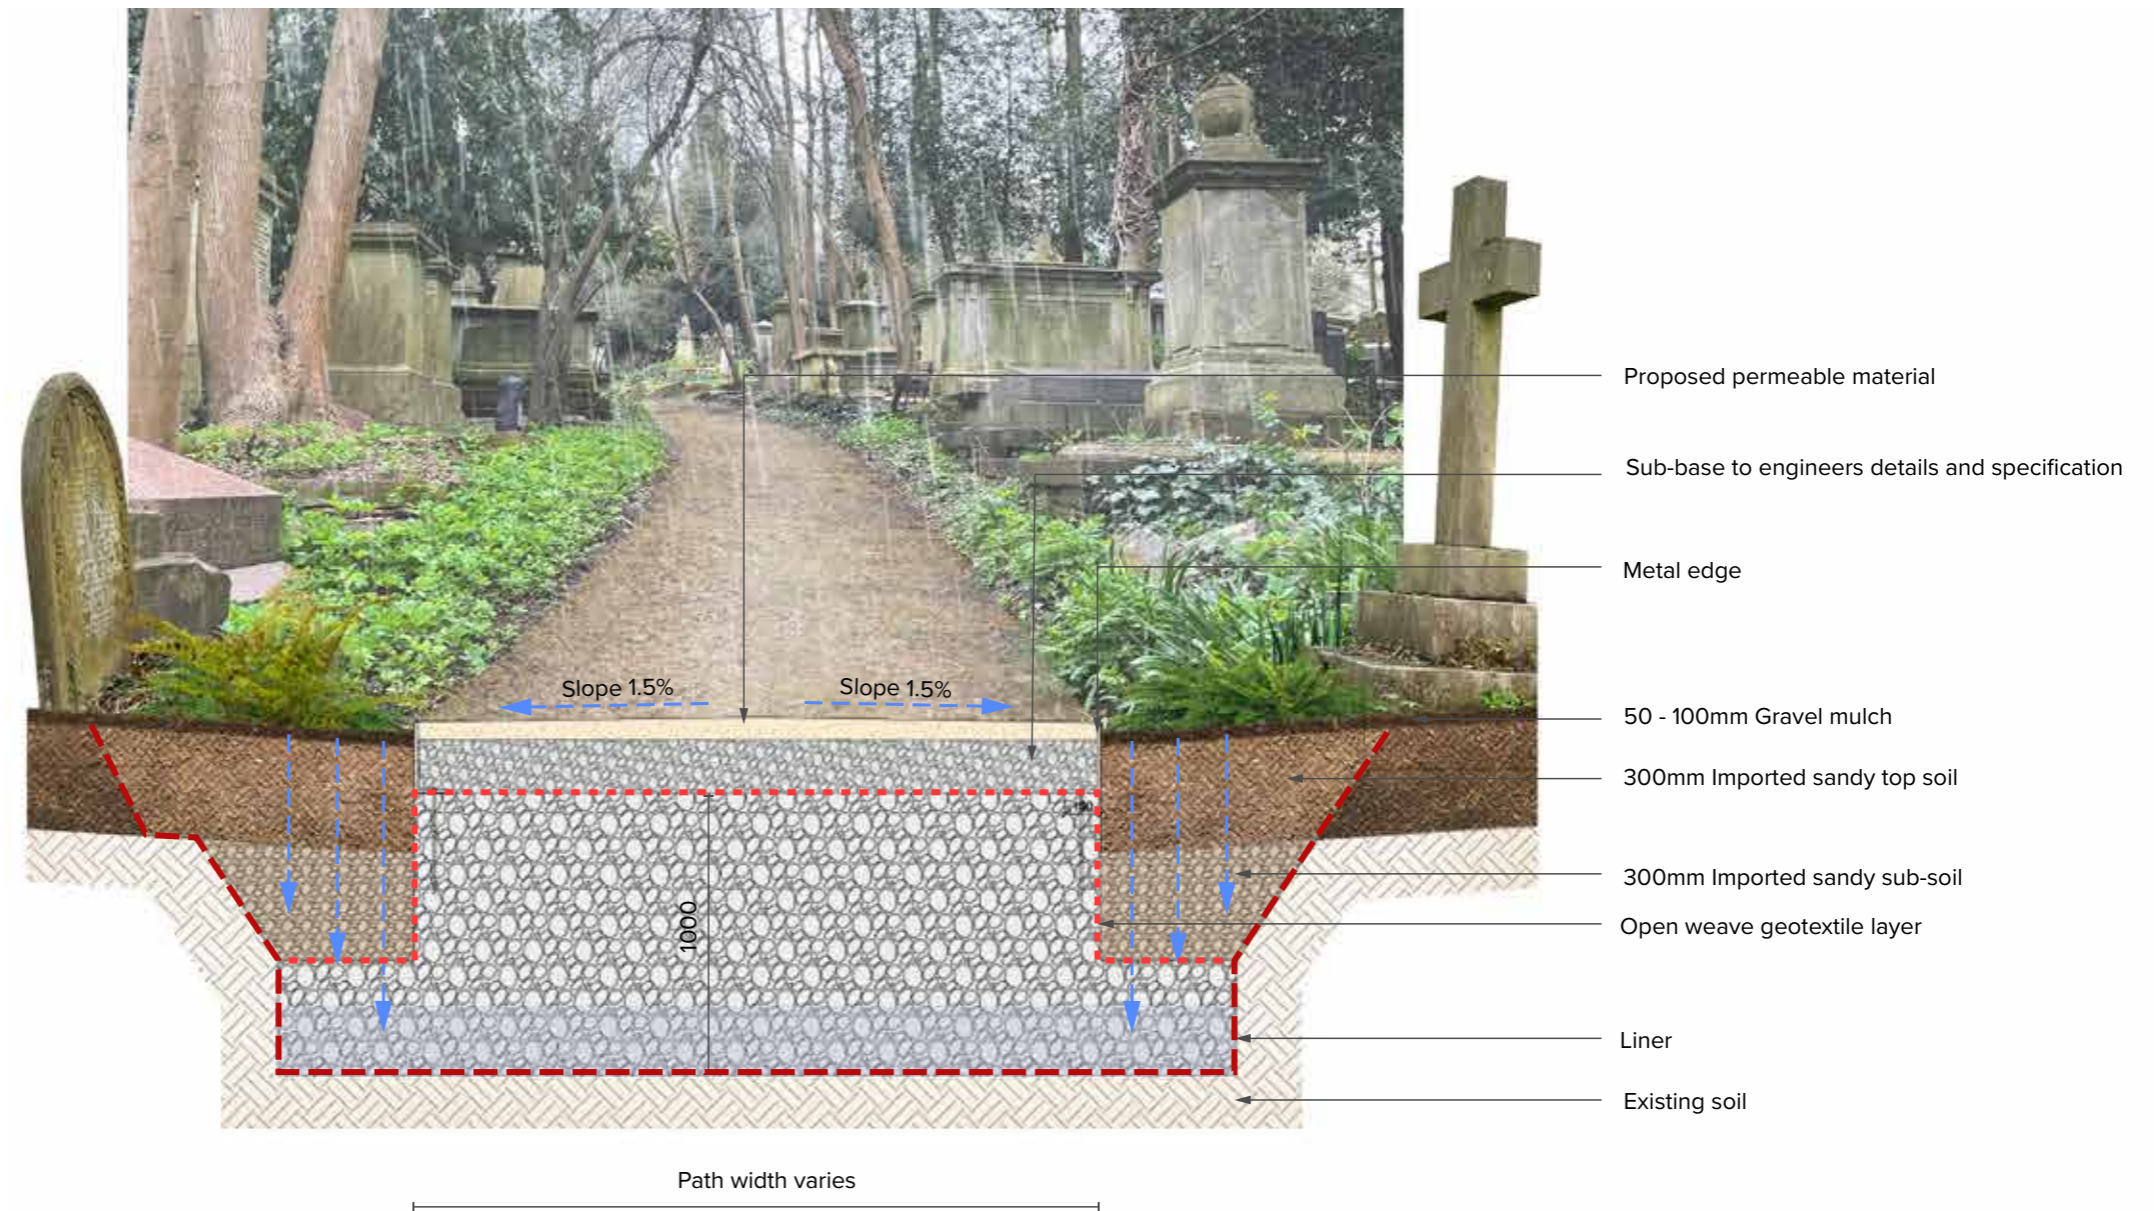 Proposed permeable material
Sub-base to engineers details and specification
Metal edge
Slope 1.5%
Slope 1.5%
50 - 100mm Gravel mulch
300mm Imported sandy top soil
300mm Imported sandy sub-soil
1000
Open weave geotextile layer
Liner
Existing soil
Path width varies